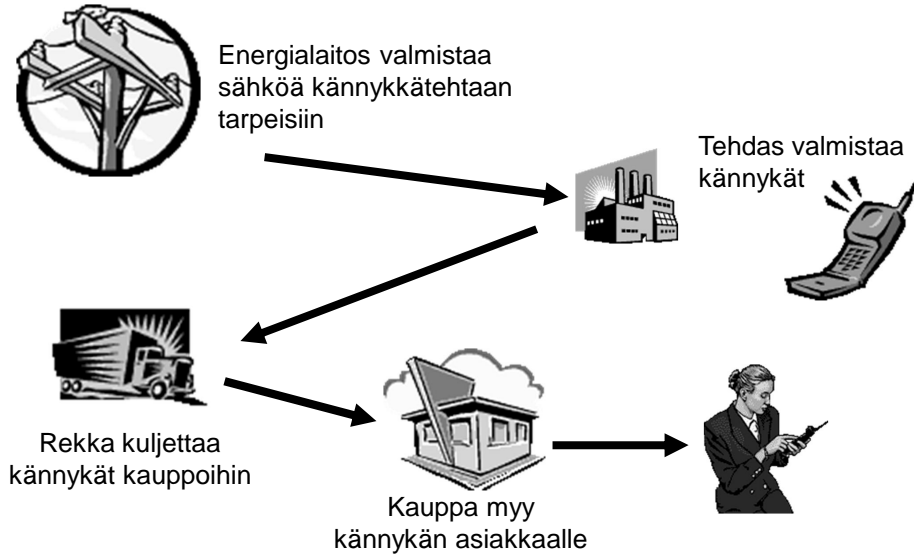 Energialaitos valmistaa
sähköä kännykkätehtaan
tarpeisiin
Tehdas valmistaa
kännykät
Rekka kuljettaa
kännykät kauppoihin
Kauppa myy
kännykän asiakkaalle